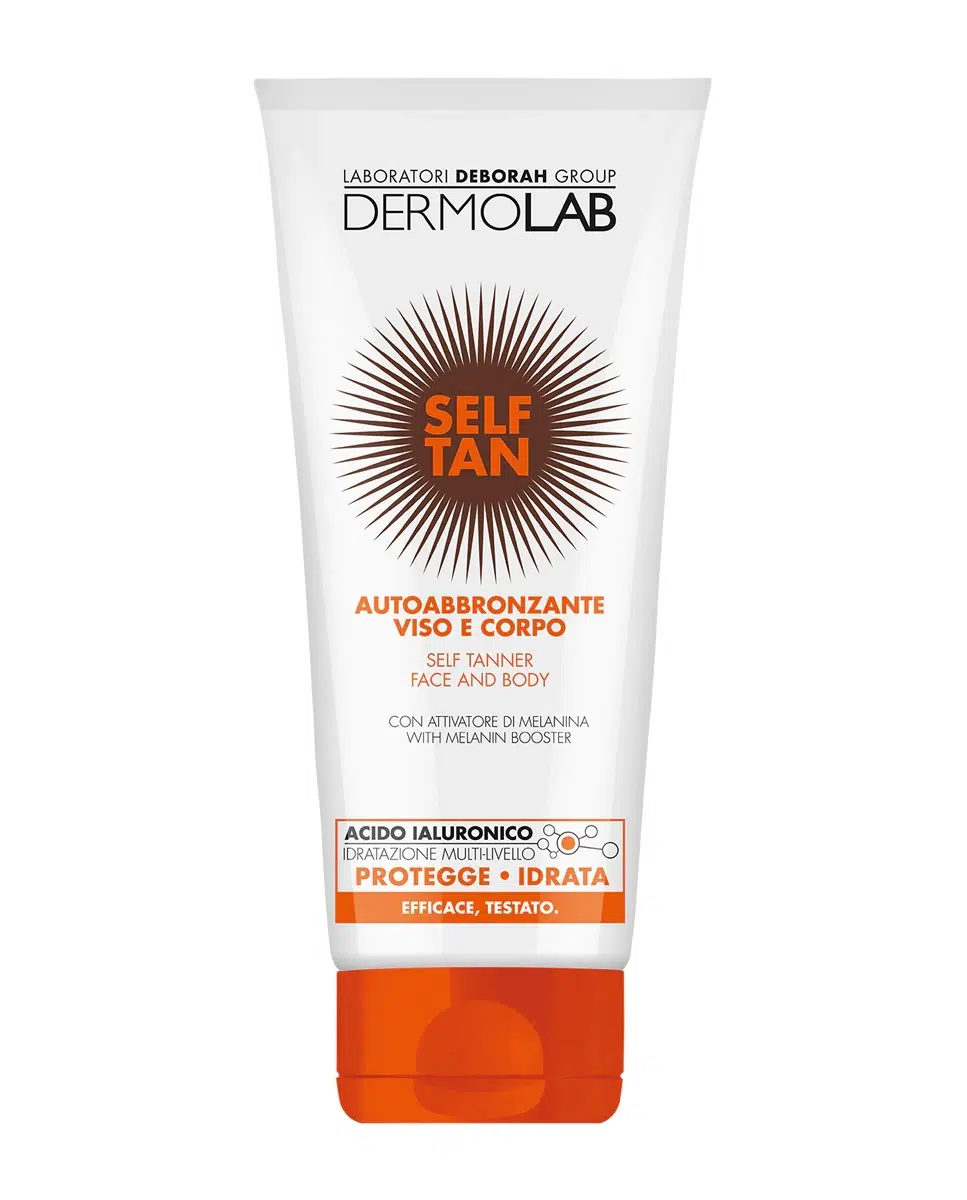 LABORATORI DEBORAH GROUP
DERMOLAB
SELF
TAN
AUTOABBRONZANTE
VISO E CORPO
SELF TANNER
FACE AND BODY
CON ATTIVATORE DI MELANINA
WITH MELANIN BOOSTER
ACIDO IALURONICO
IDRATAZIONE MULTI-LIVELLO
PROTEGGE • IDRATA
EFFICACE, TESTATO.